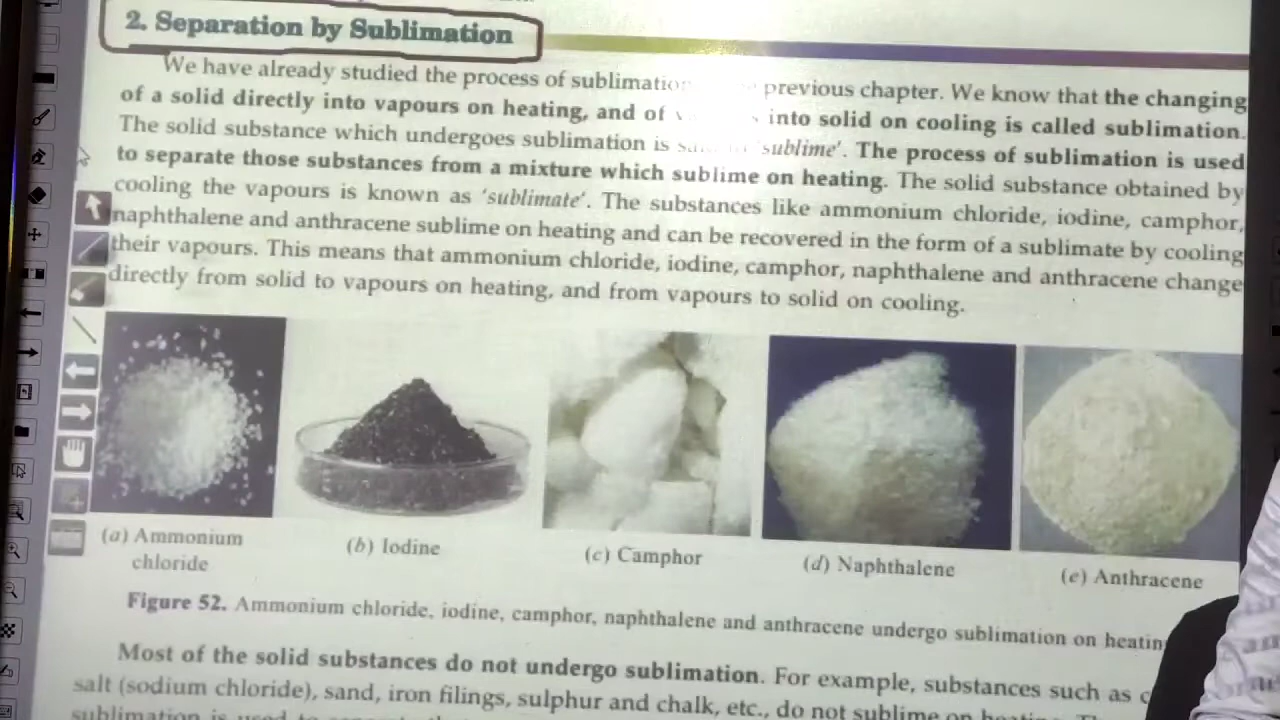 2. Separation by Sublimation
We have already studied the process of sublimation previous chapter. We know that the changing
of a solid directly into vapours on heating, and of into solid on cooling is called sublimation.
The solid substance which undergoes sublimation is 'sublime'. The process of sublimation is used
to separate those substances from a mixture which sublime on heating. The solid substance obtained by
cooling the vapours is known as 'sublimate'. The substances like ammonium chloride, iodine, camphor,
naphthalene and anthracene sublime on heating and can be recovered in the form of a sublimate by cooling
their vapours. This means that ammonium chloride, iodine, camphor, naphthalene and anthracene change
directly from solid to vapours on heating, and from vapours to solid on cooling.
(a) Ammonium
chloride
(b) Iodine
(c) Camphor
(d) Naphthalene
(e) Anthracene
Figure 52. Ammonium chloride, iodine, camphor, naphthalene and anthracene undergo sublimation on heatin
Most of the solid substances do not undergo sublimation. For example, substances such as c
salt (sodium chloride), sand, iron filings, sulphur and chalk, etc., do not sublime on heating.
sublimation is used to